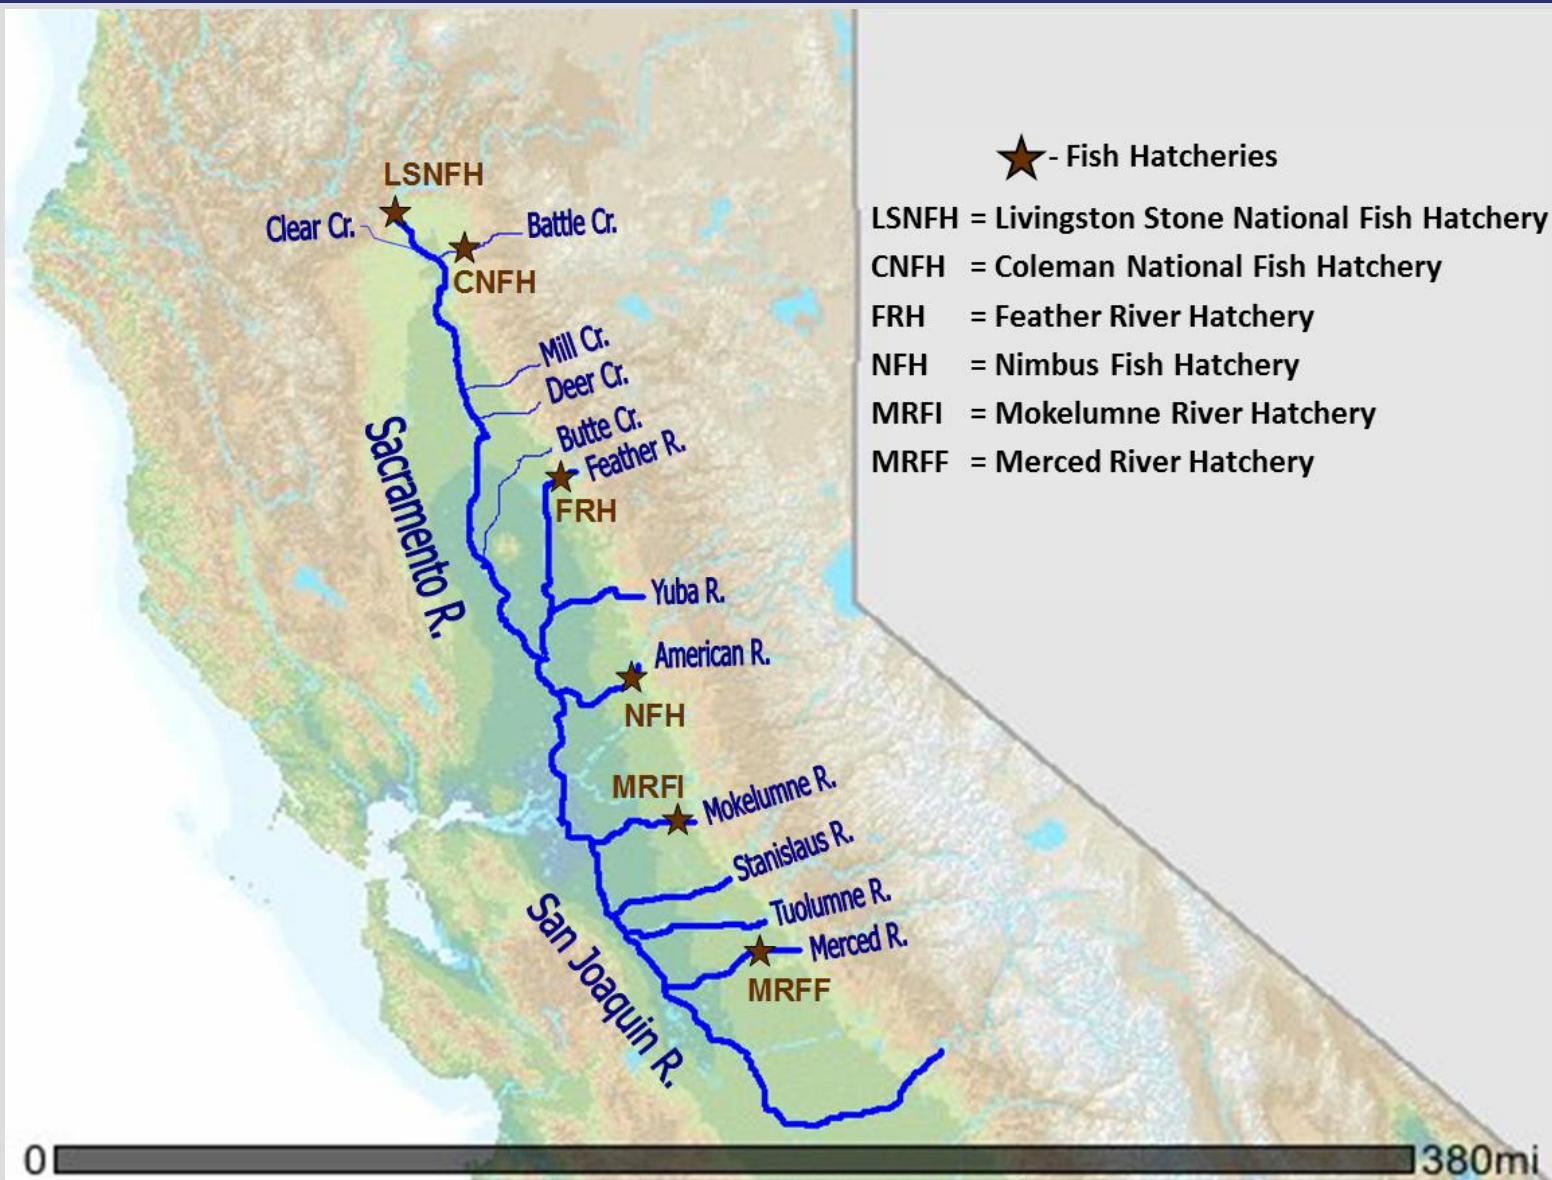 LSNFH
Clear Cr.
Battle Cr.
CNFH
Mill Cr.
Deer Cr.
Butte Cr.
Feather R.
FRH
Sacramento R.
Yuba R.
American R.
NFH
MRFI
Mokelumne R.
Stanislaus R.
Tuolumne R.
Merced R.
MRFF
San Joaquin R.
- Fish Hatcheries
LSNFH = Livingston Stone National Fish Hatchery
CNFH = Coleman National Fish Hatchery
FRH = Feather River Hatchery
NFH = Nimbus Fish Hatchery
MRFI = Mokelumne River Hatchery
MRFF = Merced River Hatchery
0 380mi